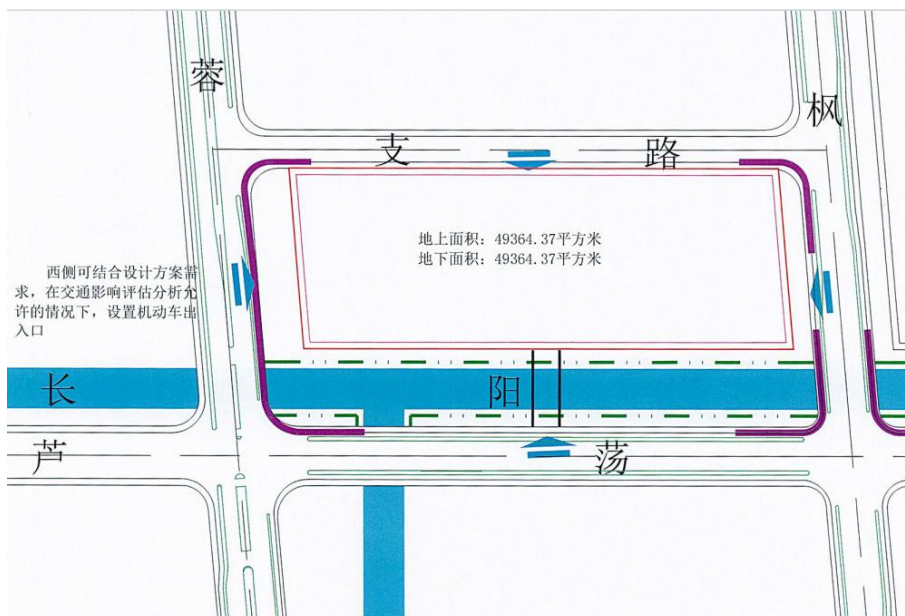 蓉
枫
支 路
地上面积：49364.37平方米
地下面积：49364.37平方米
西侧可结合设计方案需
求，在交通影响评估分析允
许的情况下，设置机动车出
入口
长 阳
芦 荡